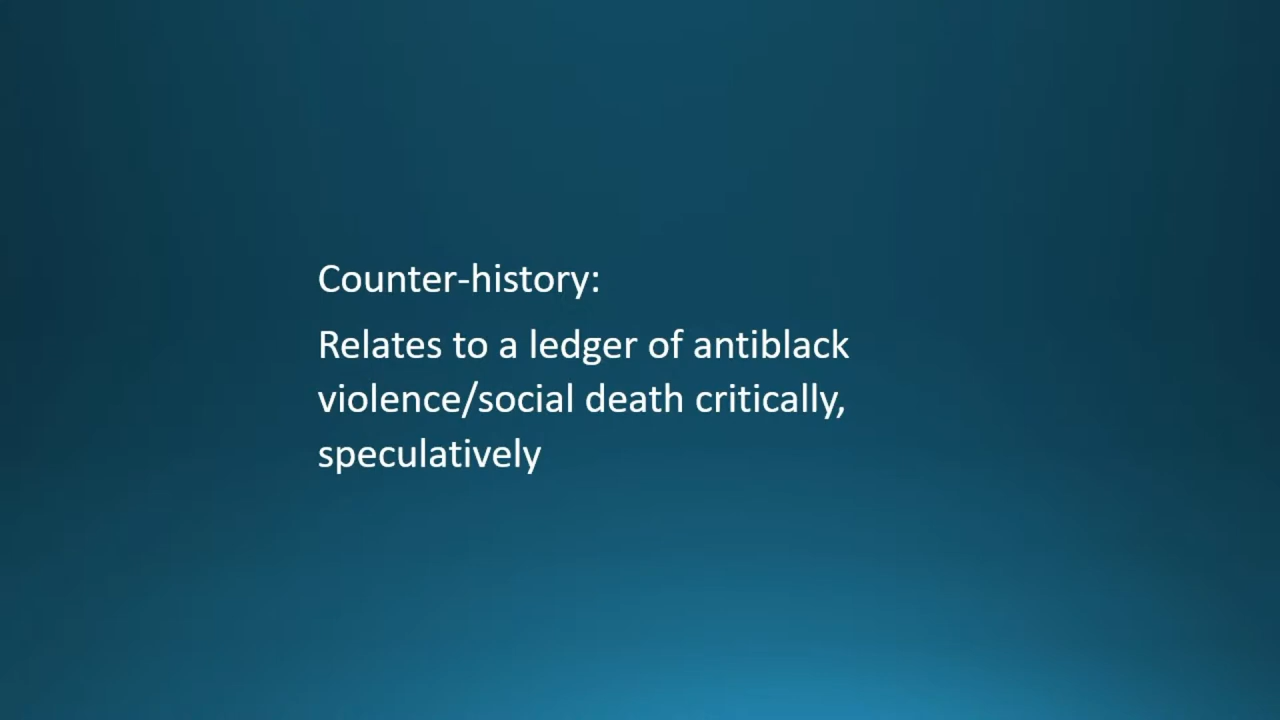 Counter-history:
Relates to a ledger of antiblack
violence/social death critically,
speculatively